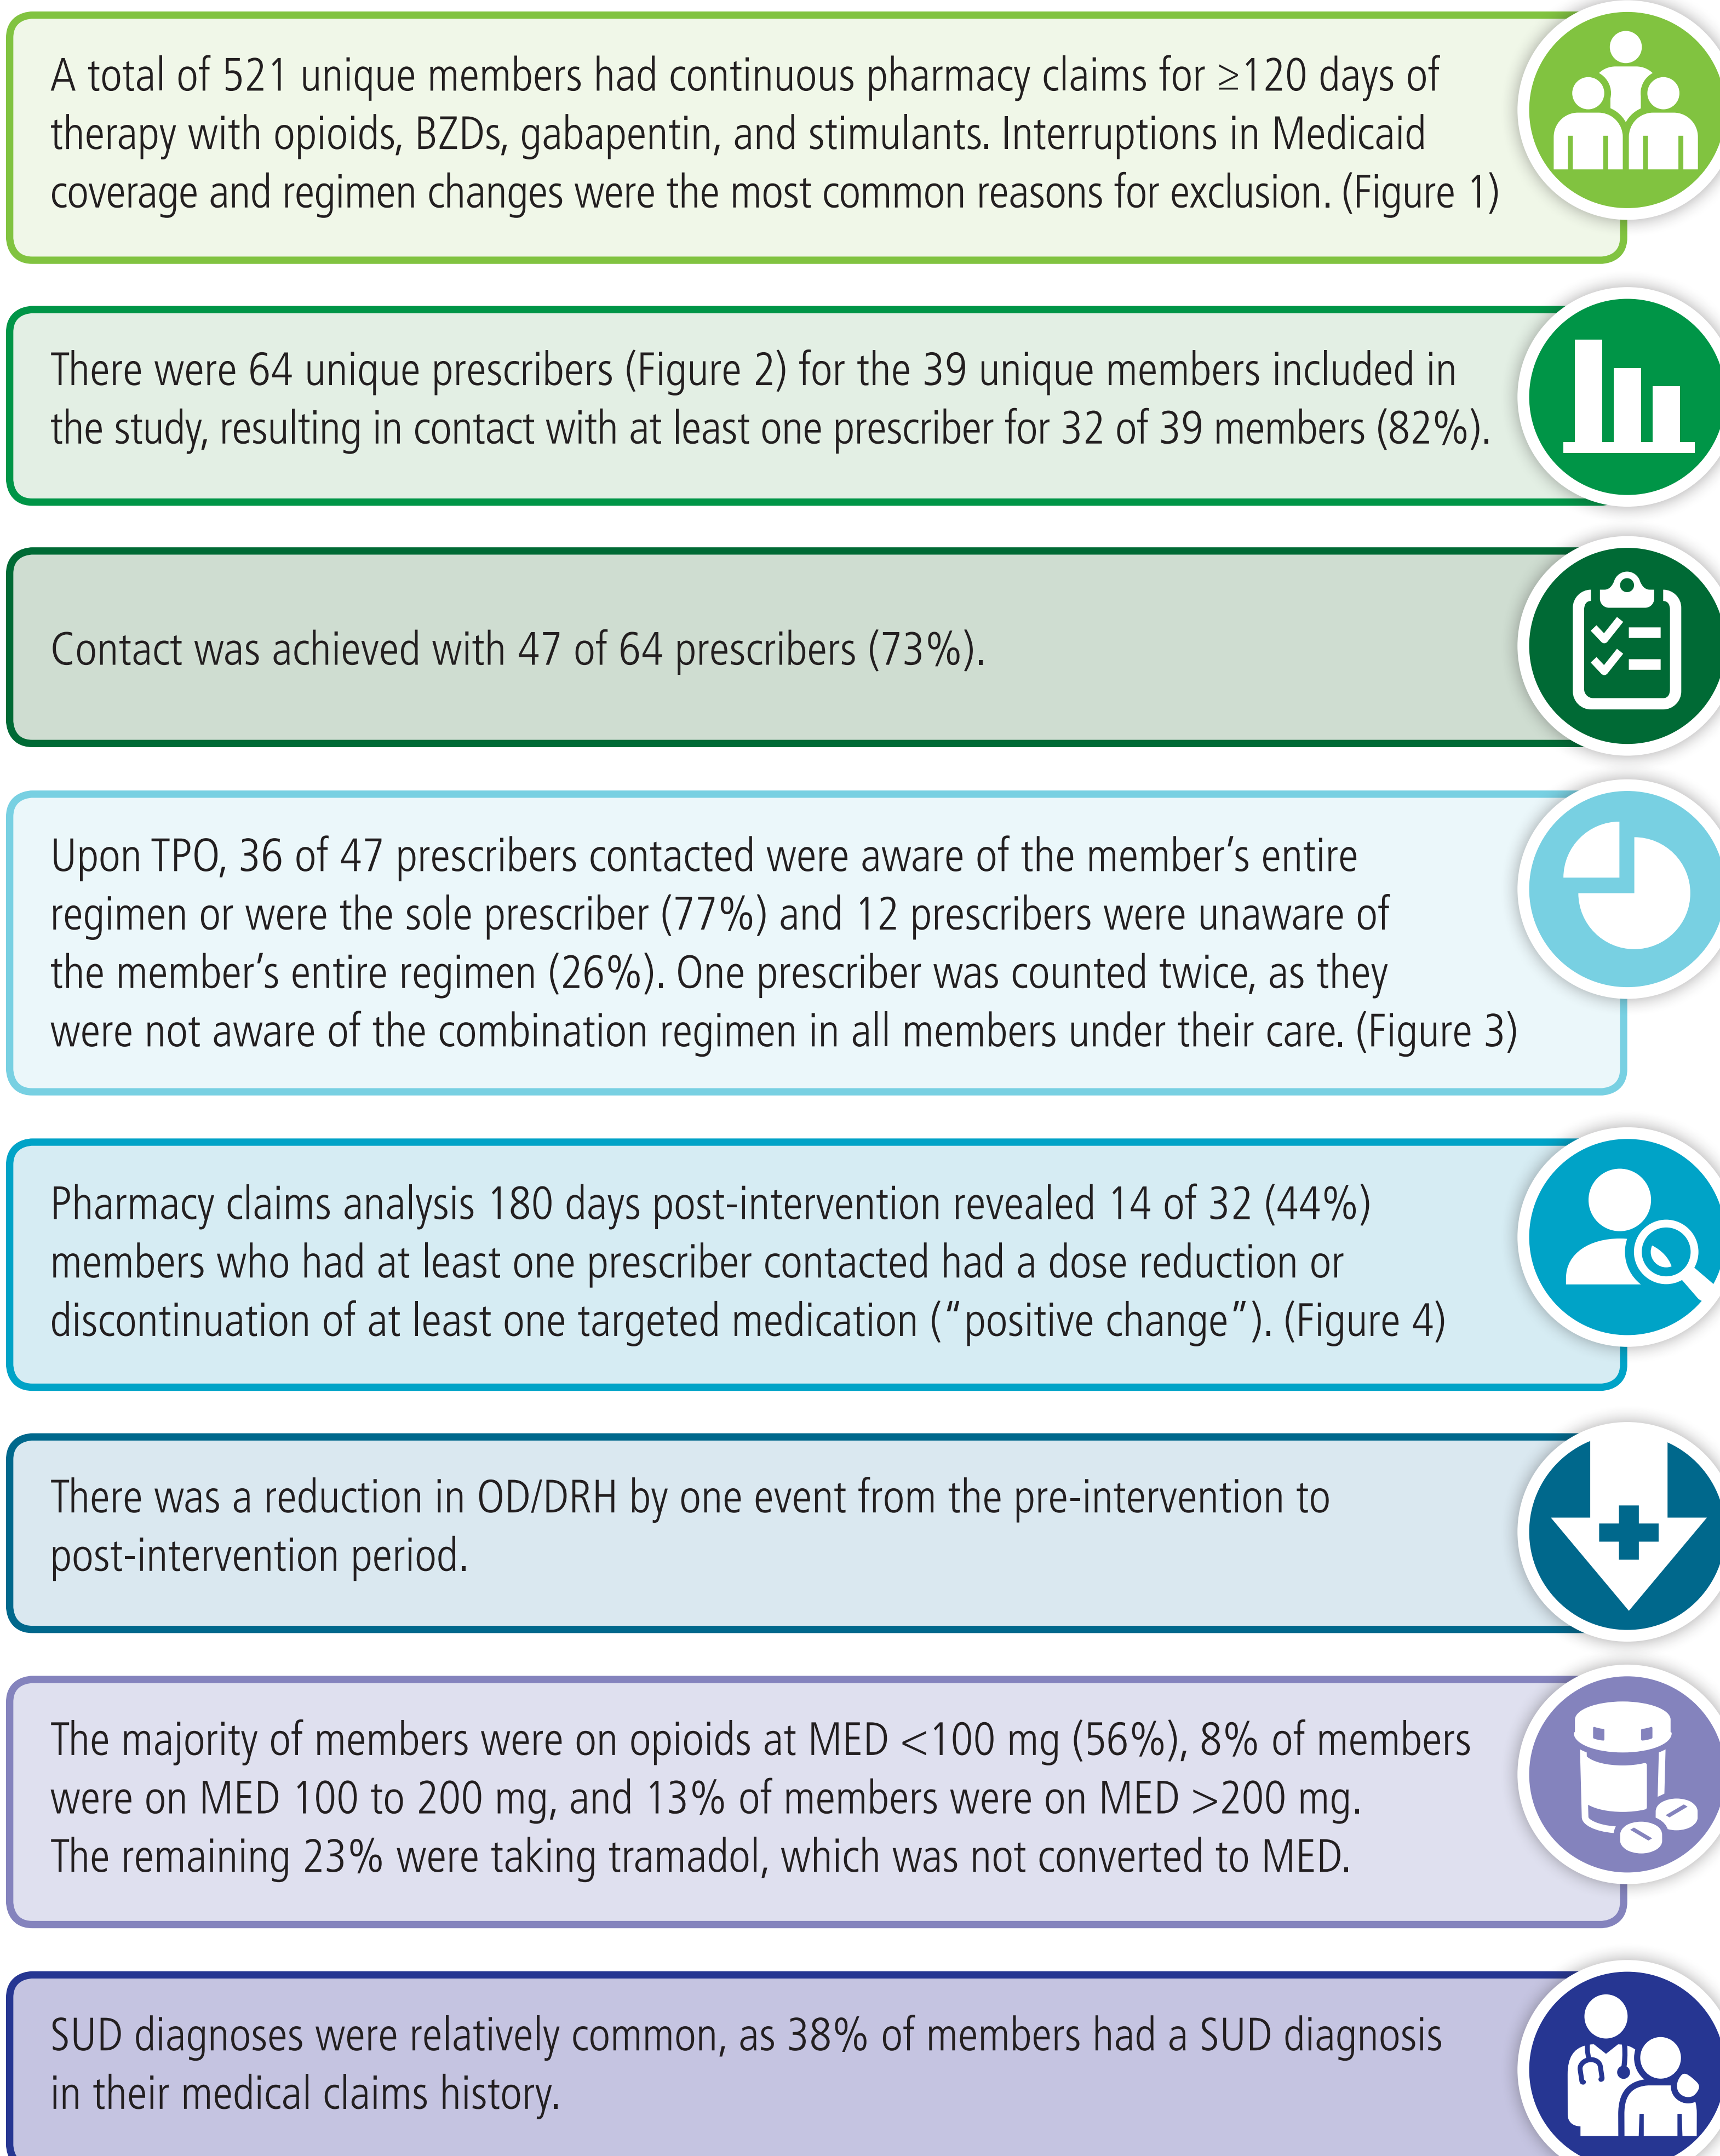 A total of 521 unique members had continuous pharmacy claims for ≥120 days of
therapy with opioids, BZDs, gabapentin, and stimulants. Interruptions in Medicaid
coverage and regimen changes were the most common reasons for exclusion. (Figure 1)
There were 64 unique prescribers (Figure 2) for the 39 unique members included in
the study, resulting in contact with at least one prescriber for 32 of 39 members (82%).
Contact was achieved with 47 of 64 prescribers (73%).
Upon TPO, 36 of 47 prescribers contacted were aware of the member’s entire
regimen or were the sole prescriber (77%) and 12 prescribers were unaware of
the member’s entire regimen (26%). One prescriber was counted twice, as they
were not aware of the combination regimen in all members under their care. (Figure 3)
Pharmacy claims analysis 180 days post-intervention revealed 14 of 32 (44%)
members who had at least one prescriber contacted had a dose reduction or
discontinuation of at least one targeted medication (“positive change”). (Figure 4)
There was a reduction in OD/DRH by one event from the pre-intervention to
post-intervention period.
The majority of members were on opioids at MED <100 mg (56%), 8% of members
were on MED 100 to 200 mg, and 13% of members were on MED >200 mg.
The remaining 23% were taking tramadol, which was not converted to MED.
SUD diagnoses were relatively common, as 38% of members had a SUD diagnosis
in their medical claims history.